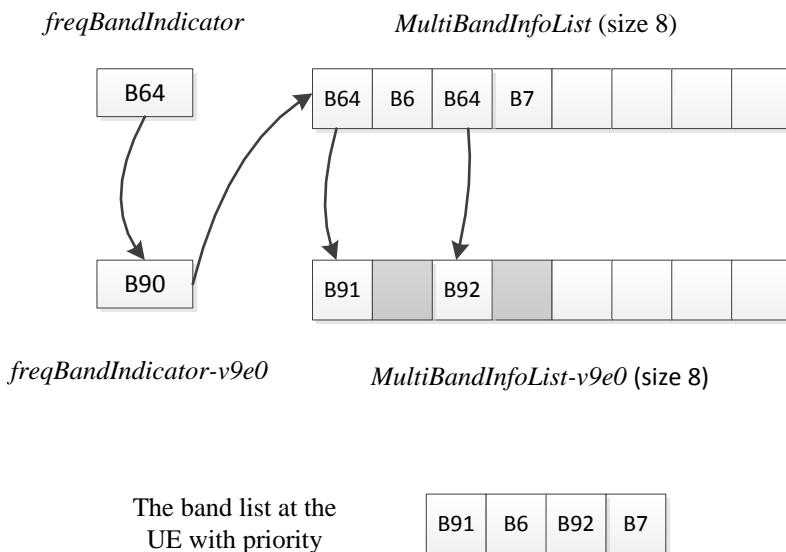 freqBandIndicator
MultiBandInfoList (size 8)
B64
B64 B6 B64 B7
B90
B91 B92
freqBandIndicator-v9e0
MultiBandInfoList-v9e0 (size 8)
The band list at the
UE with priority
B91 B6 B92 B7